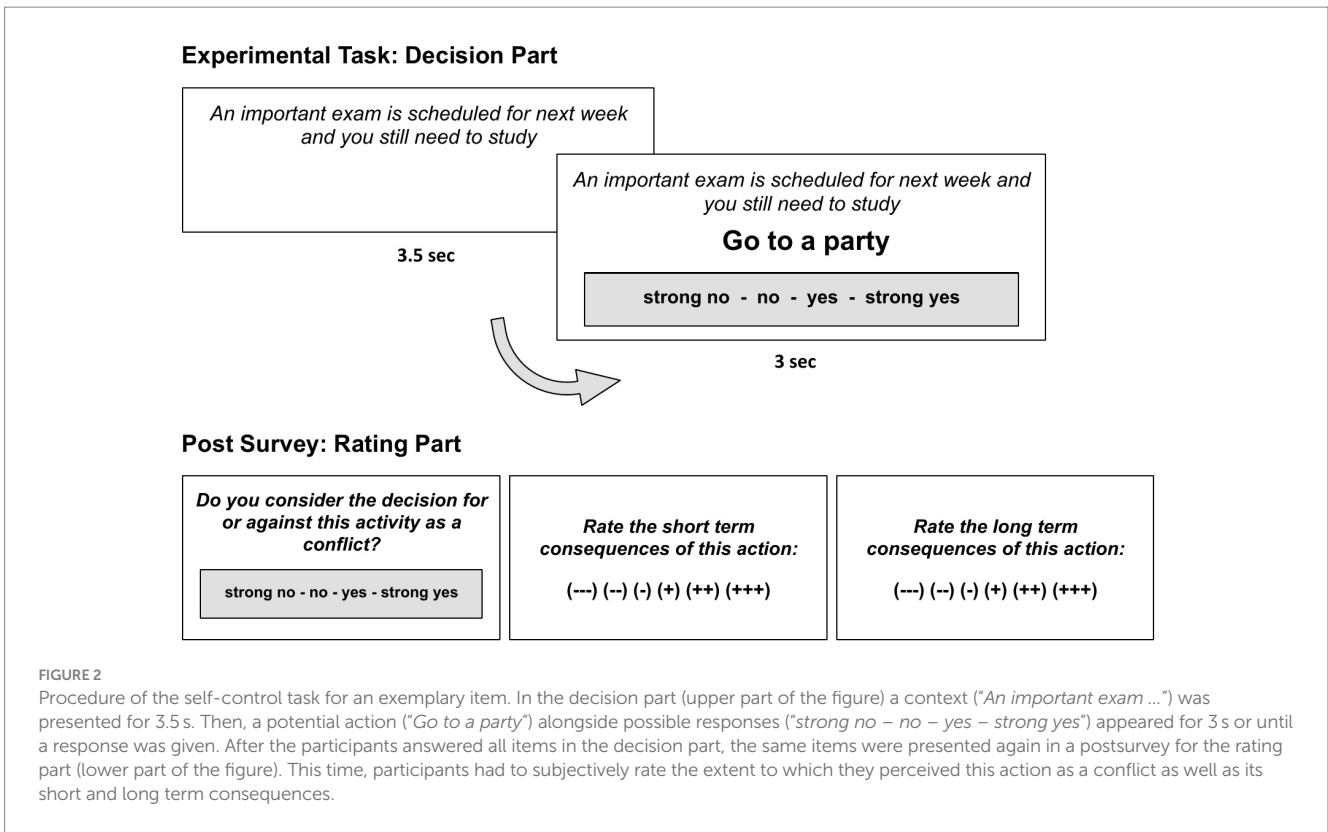 Experimental Task: Decision Part
An important exam is scheduled for next week
and you still need to study
3.5 sec
An important exam is scheduled for next week and
you still need to study
Go to a party
strong no - no - yes - strong yes
3 sec
Post Survey: Rating Part
Do you consider the decision for
or against this activity as a
conflict?
strong no - no - yes - strong yes
Rate the short term
consequences of this action:
(---) (--) (-) (+) (++) (+++)
Rate the long term
consequences of this action:
(---) (--) (-) (+) (++) (+++)
FIGURE 2
Procedure of the self-control task for an exemplary item. In the decision part (upper part of the figure) a context (“An important exam ...”) was
presented for 3.5 s. Then, a potential action (“Go to a party”) alongside possible responses (“strong no – no – yes – strong yes”) appeared for 3 s or until
a response was given. After the participants answered all items in the decision part, the same items were presented again in a postsurvey for the rating
part (lower part of the figure). This time, participants had to subjectively rate the extent to which they perceived this action as a conflict as well as its
short and long term consequences.